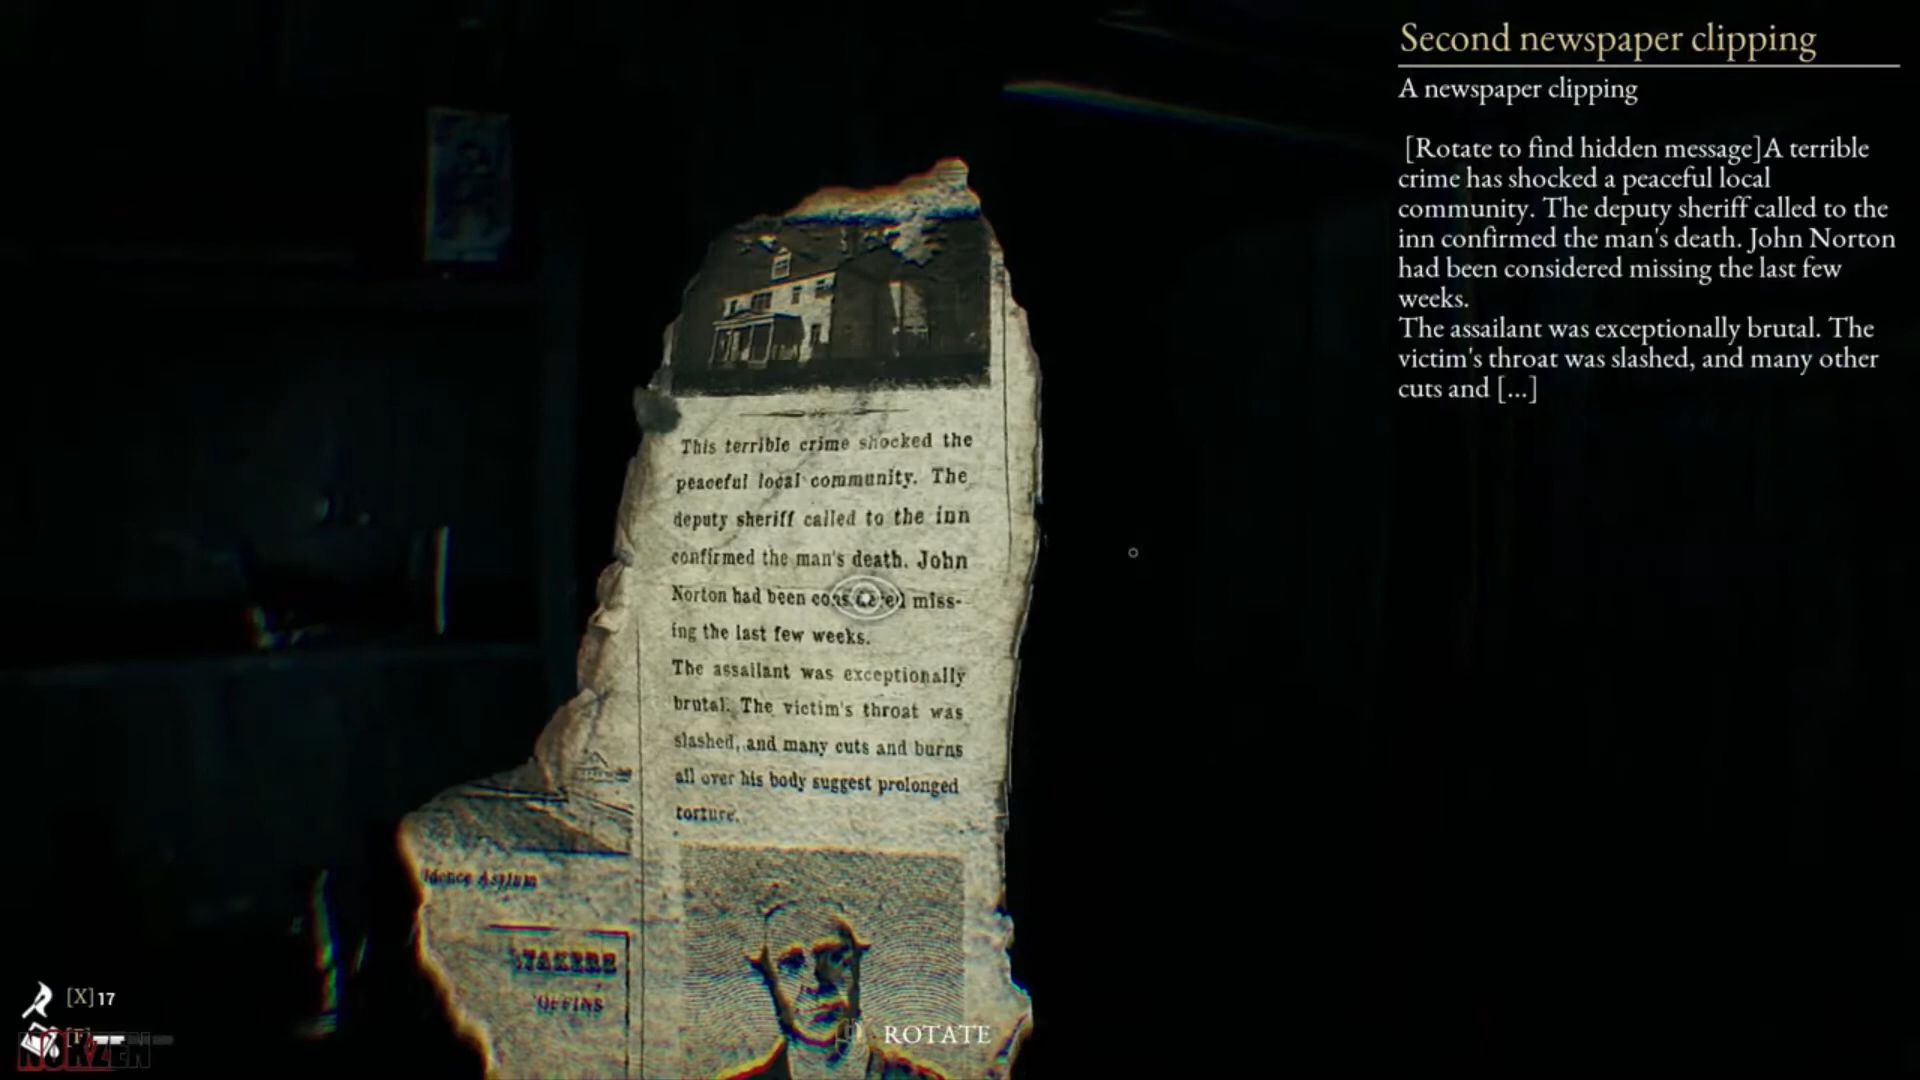 Second newspaper clipping
A newspaper clipping
[Rotate to find hidden message]A terrible
crime has shocked a peaceful local
community. The deputy sheriff called to the
inn confirmed the man's death. John Norton
had been considered missing the last few
weeks.
The assailant was exceptionally brutal. The
victim's throat was slashed, and many other
cuts and [...]
This terrible crime shocked the
peaceful local community. The
deputy sheriff called to the inn
confirmed the man's death. John
Norton had been considered miss-
ing the last few weeks.
The assailant was exceptionally
brutal. The victim's throat was
slashed, and many cuts and burns
all over his body suggest prolonged
torture.
idence Asylum
TAKERS
OFFINS
ROTATE
[X] 17
NOKZEN